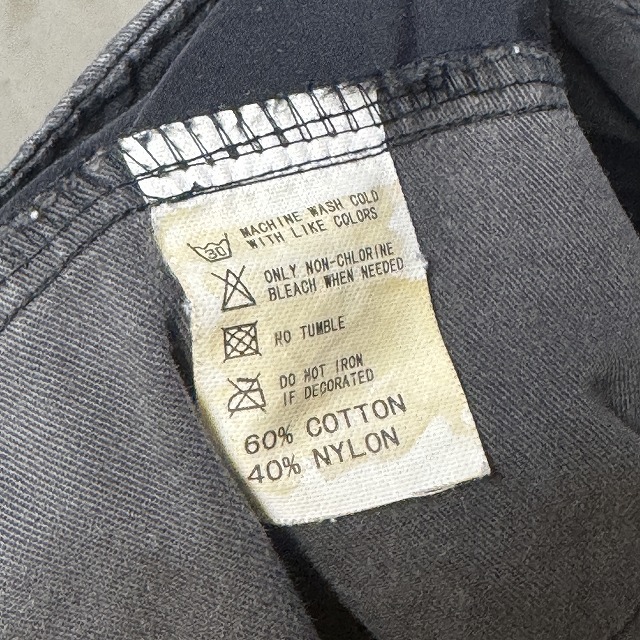 30
MACHINE WASH COLD
WITH LIKE COLORS
ONLY NON-CHLORINE
BLEACH WHEN NEEDED
NO TUMBLE
DO NOT IRON
IF DECORATED
60% COTTON
40% NYLON